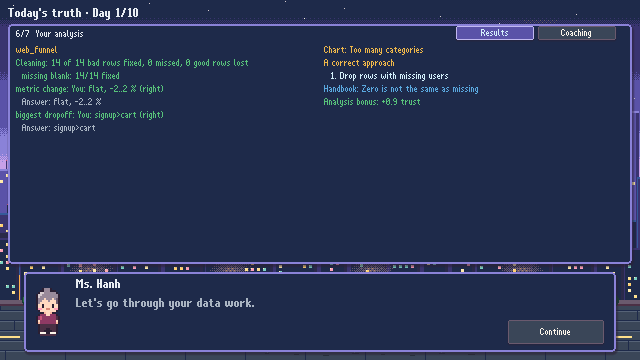 Today's truth · Day 1/10
6/7 Your analysis
Results
Coaching
web_funnel
Cleaning: 14 of 14 bad rows fixed, 0 missed, 0 good rows lost
missing blank: 14/14 fixed
metric change: You: flat, -2..2 % (right)
Answer: flat, -2..2 %
biggest dropoff: You: signup>cart (right)
Answer: signup>cart
Chart: Too many categories
A correct approach
1. Drop rows with missing users
Handbook: Zero is not the same as missing
Analysis bonus: +0.9 trust
Ms. Hanh
Let's go through your data work.
Continue